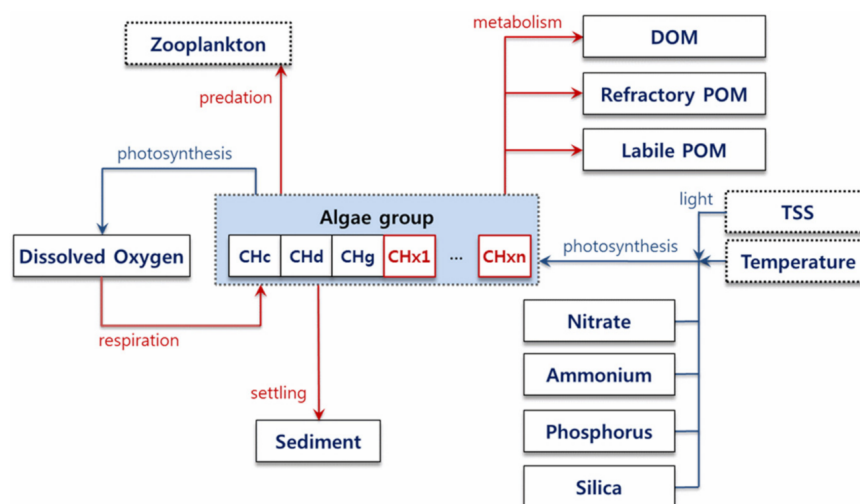 metabolism
DOM
Zooplankton
predation
Refractory POM
Labile POM
photosynthesis
Algae group
light
TSS
Dissolved Oxygen
CHc CHd CHg CHx1 ... CHxn
photosynthesis
Temperature
respiration
Nitrate
Ammonium
settling
Sediment
Phosphorus
Silica